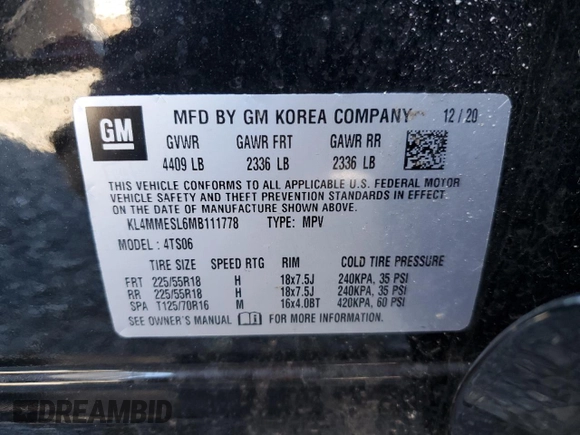 GM
MFD BY GM KOREA COMPANY 12 / 20
GVWR GAWR FRT GAWR RR
4409 LB 2336 LB 2336 LB
THIS VEHICLE CONFORMS TO ALL APPLICABLE U.S. FEDERAL MOTOR
VEHICLE SAFETY AND THEFT PREVENTION STANDARDS IN EFFECT ON
THE DATE OF MANUFACTURE SHOWN ABOVE.
KL4MMESL6MB111778 TYPE: MPV
MODEL : 4TS06
TIRE SIZE SPEED RTG RIM COLD TIRE PRESSURE
FRT 225/55R18 H 18x7.5J 240KPA, 35 PSI
RR 225/55R18 H 18x7.5J 240KPA, 35 PSI
SPA T125/70R16 M 16x4.0BT 420KPA, 60 PSI
SEE OWNER'S MANUAL FOR MORE INFORMATION.
DREAMBID